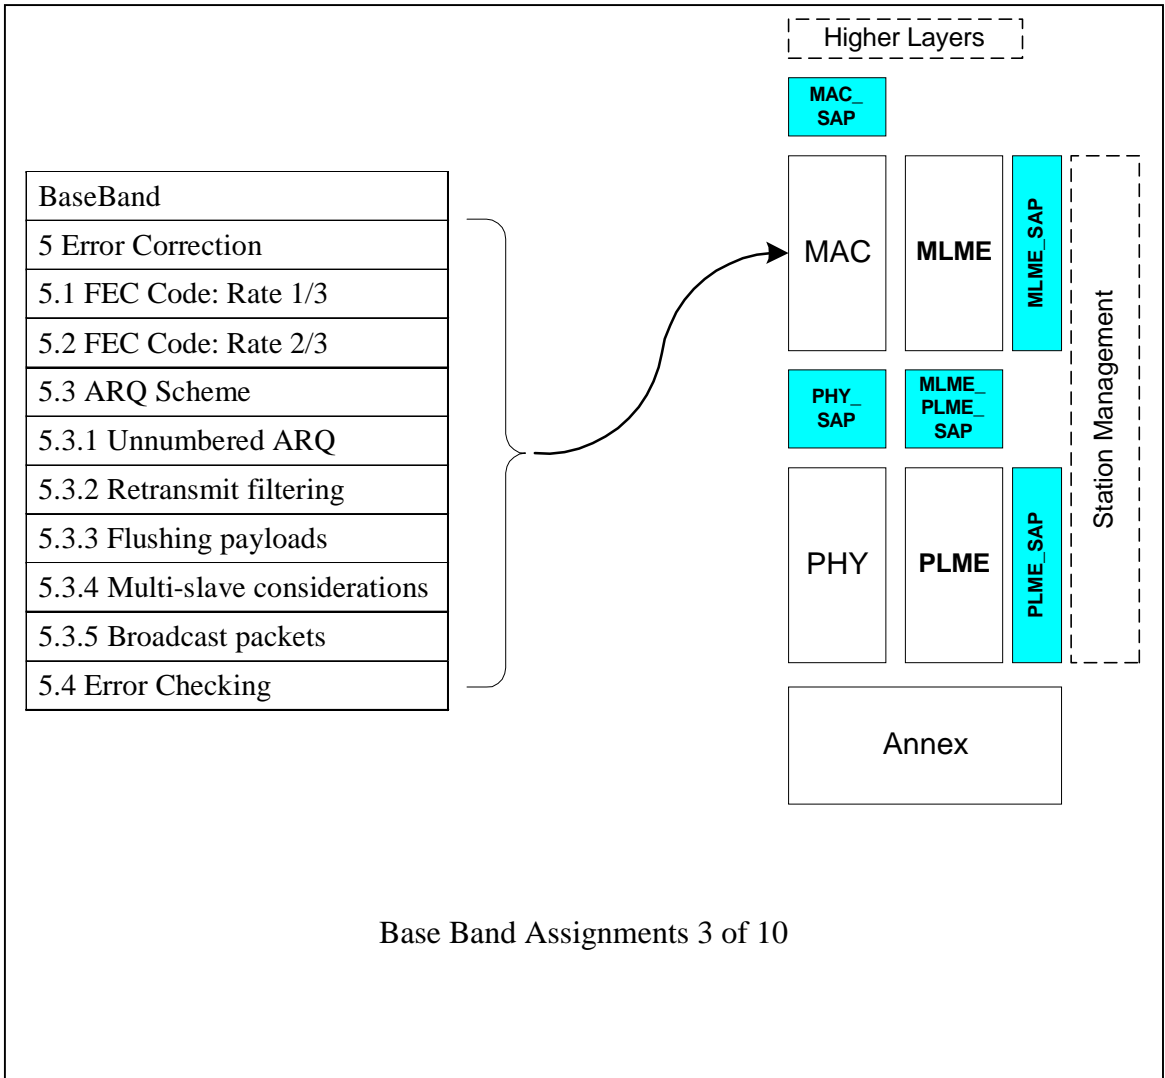 Higher Layers
MAC_
SAP
BaseBand
5 Error Correction
5.1 FEC Code: Rate 1/3
5.2 FEC Code: Rate 2/3
5.3 ARQ Scheme
5.3.1 Unnumbered ARQ
5.3.2 Retransmit filtering
5.3.3 Flushing payloads
5.3.4 Multi-slave considerations
5.3.5 Broadcast packets
5.4 Error Checking
MAC
MLME
MLME_SAP
PHY_
SAP
MLME_
PLME_
SAP
Station Management
PHY
PLME
PLME_SAP
Annex
Base Band Assignments 3 of 10